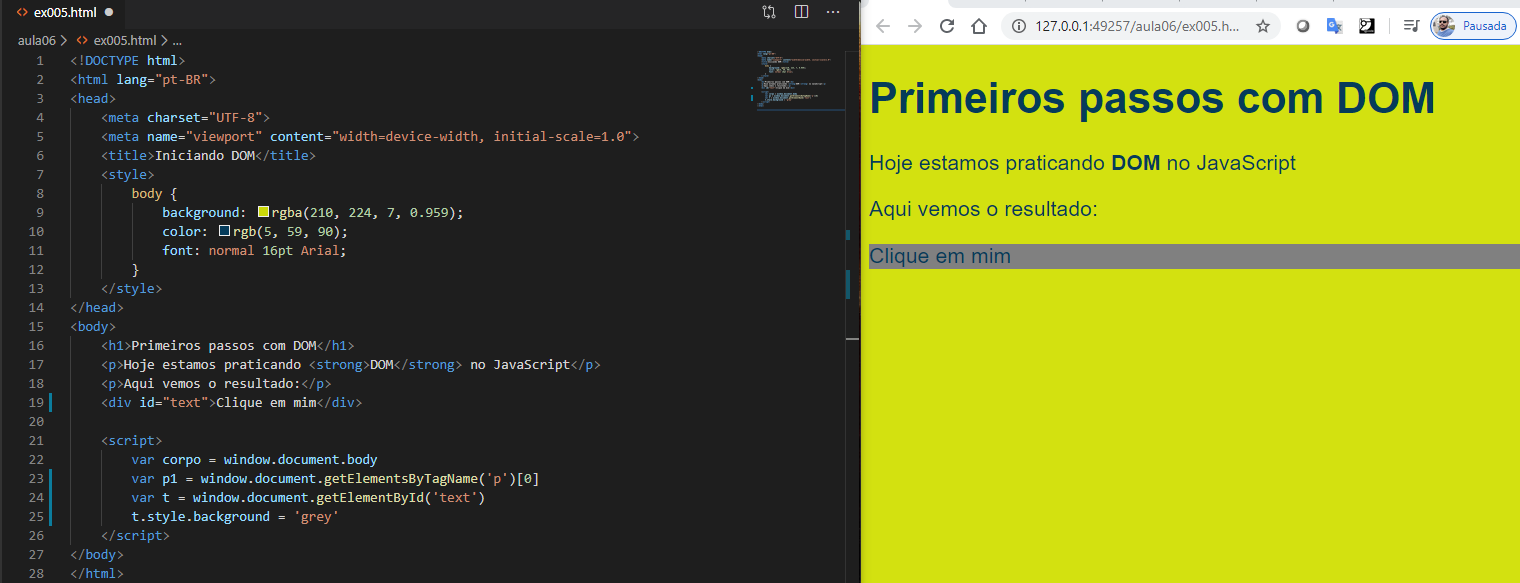 ex005.html
aula06 > ex005.html > ...
1 <!DOCTYPE html>
2 <html lang="pt-BR">
3 <head>
4 <meta charset="UTF-8">
5 <meta name="viewport" content="width=device-width, initial-scale=1.0">
6 <title>Iniciando DOM</title>
7 <style>
8 body {
9 background: rgba(210, 224, 7, 0.959);
10 color: rgb(5, 59, 90);
11 font: normal 16pt Arial;
12 }
13 </style>
14 </head>
15 <body>
16 <h1>Primeiros passos com DOM</h1>
17 <p>Hoje estamos praticando <strong>DOM</strong> no JavaScript</p>
18 <p>Aqui vemos o resultado:</p>
19 <div id="text">Clique em mim</div>
20
21 <script>
22 var corpo = window.document.body
23 var p1 = window.document.getElementsByTagName('p')[0]
24 var t = window.document.getElementById('text')
25 t.style.background = 'grey'
26 </script>
27 </body>
28 </html>
127.0.0.1:49257/aula06/ex005.h...
Pausada
Primeiros passos com DOM
Hoje estamos praticando DOM no JavaScript
Aqui vemos o resultado:
Clique em mim